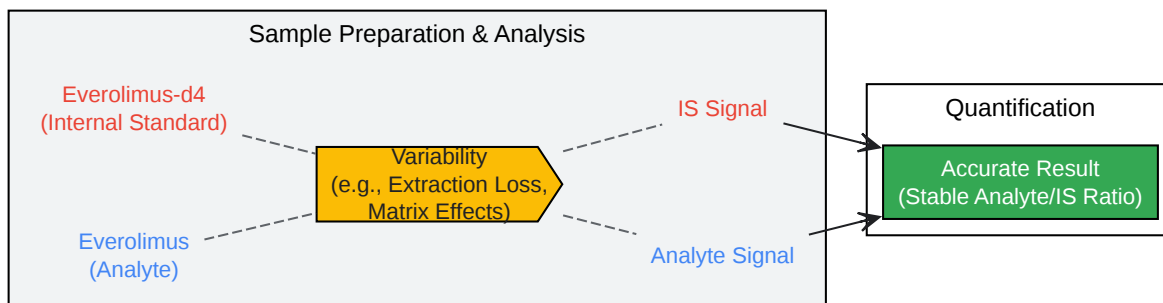 Sample Preparation & Analysis
Everolimus-d4
(Internal Standard)
IS Signal
Quantification
Variability
(e.g., Extraction Loss,
Matrix Effects)
Accurate Result
(Stable Analyte/IS Ratio)
Everolimus
(Analyte)
Analyte Signal